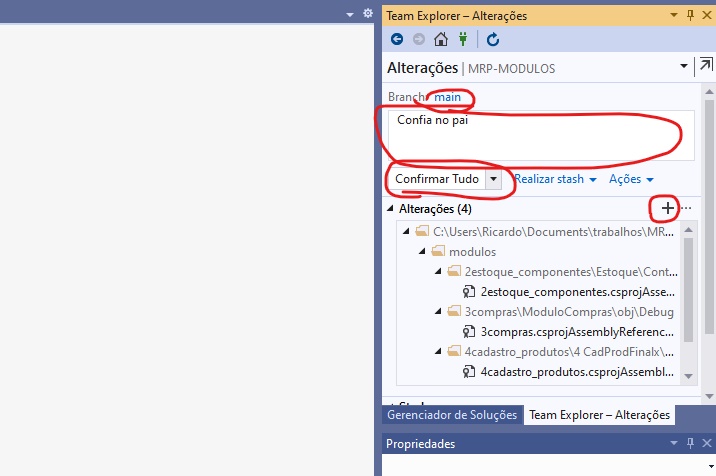 Team Explorer – Alterações
Alterações | MRP-MODULOS
Branch: main
Confia no pai
Confirmar Tudo
Realizar stash
Ações
Alterações (4)
C:\Users\Ricardo\Documents\trabalhos\MR...
modulos
2estoque_componentes\Estoque\Cont...
2estoque_componentes.csprojAsse...
3compras\ModuloCompras\obj\Debug
3compras.csprojAssemblyReferenc...
4cadastro_produtos\4 CadProdFinalx\...
4cadastro_produtos.csprojAssembl...
Gerenciador de Soluções
Team Explorer – Alterações
Propriedades